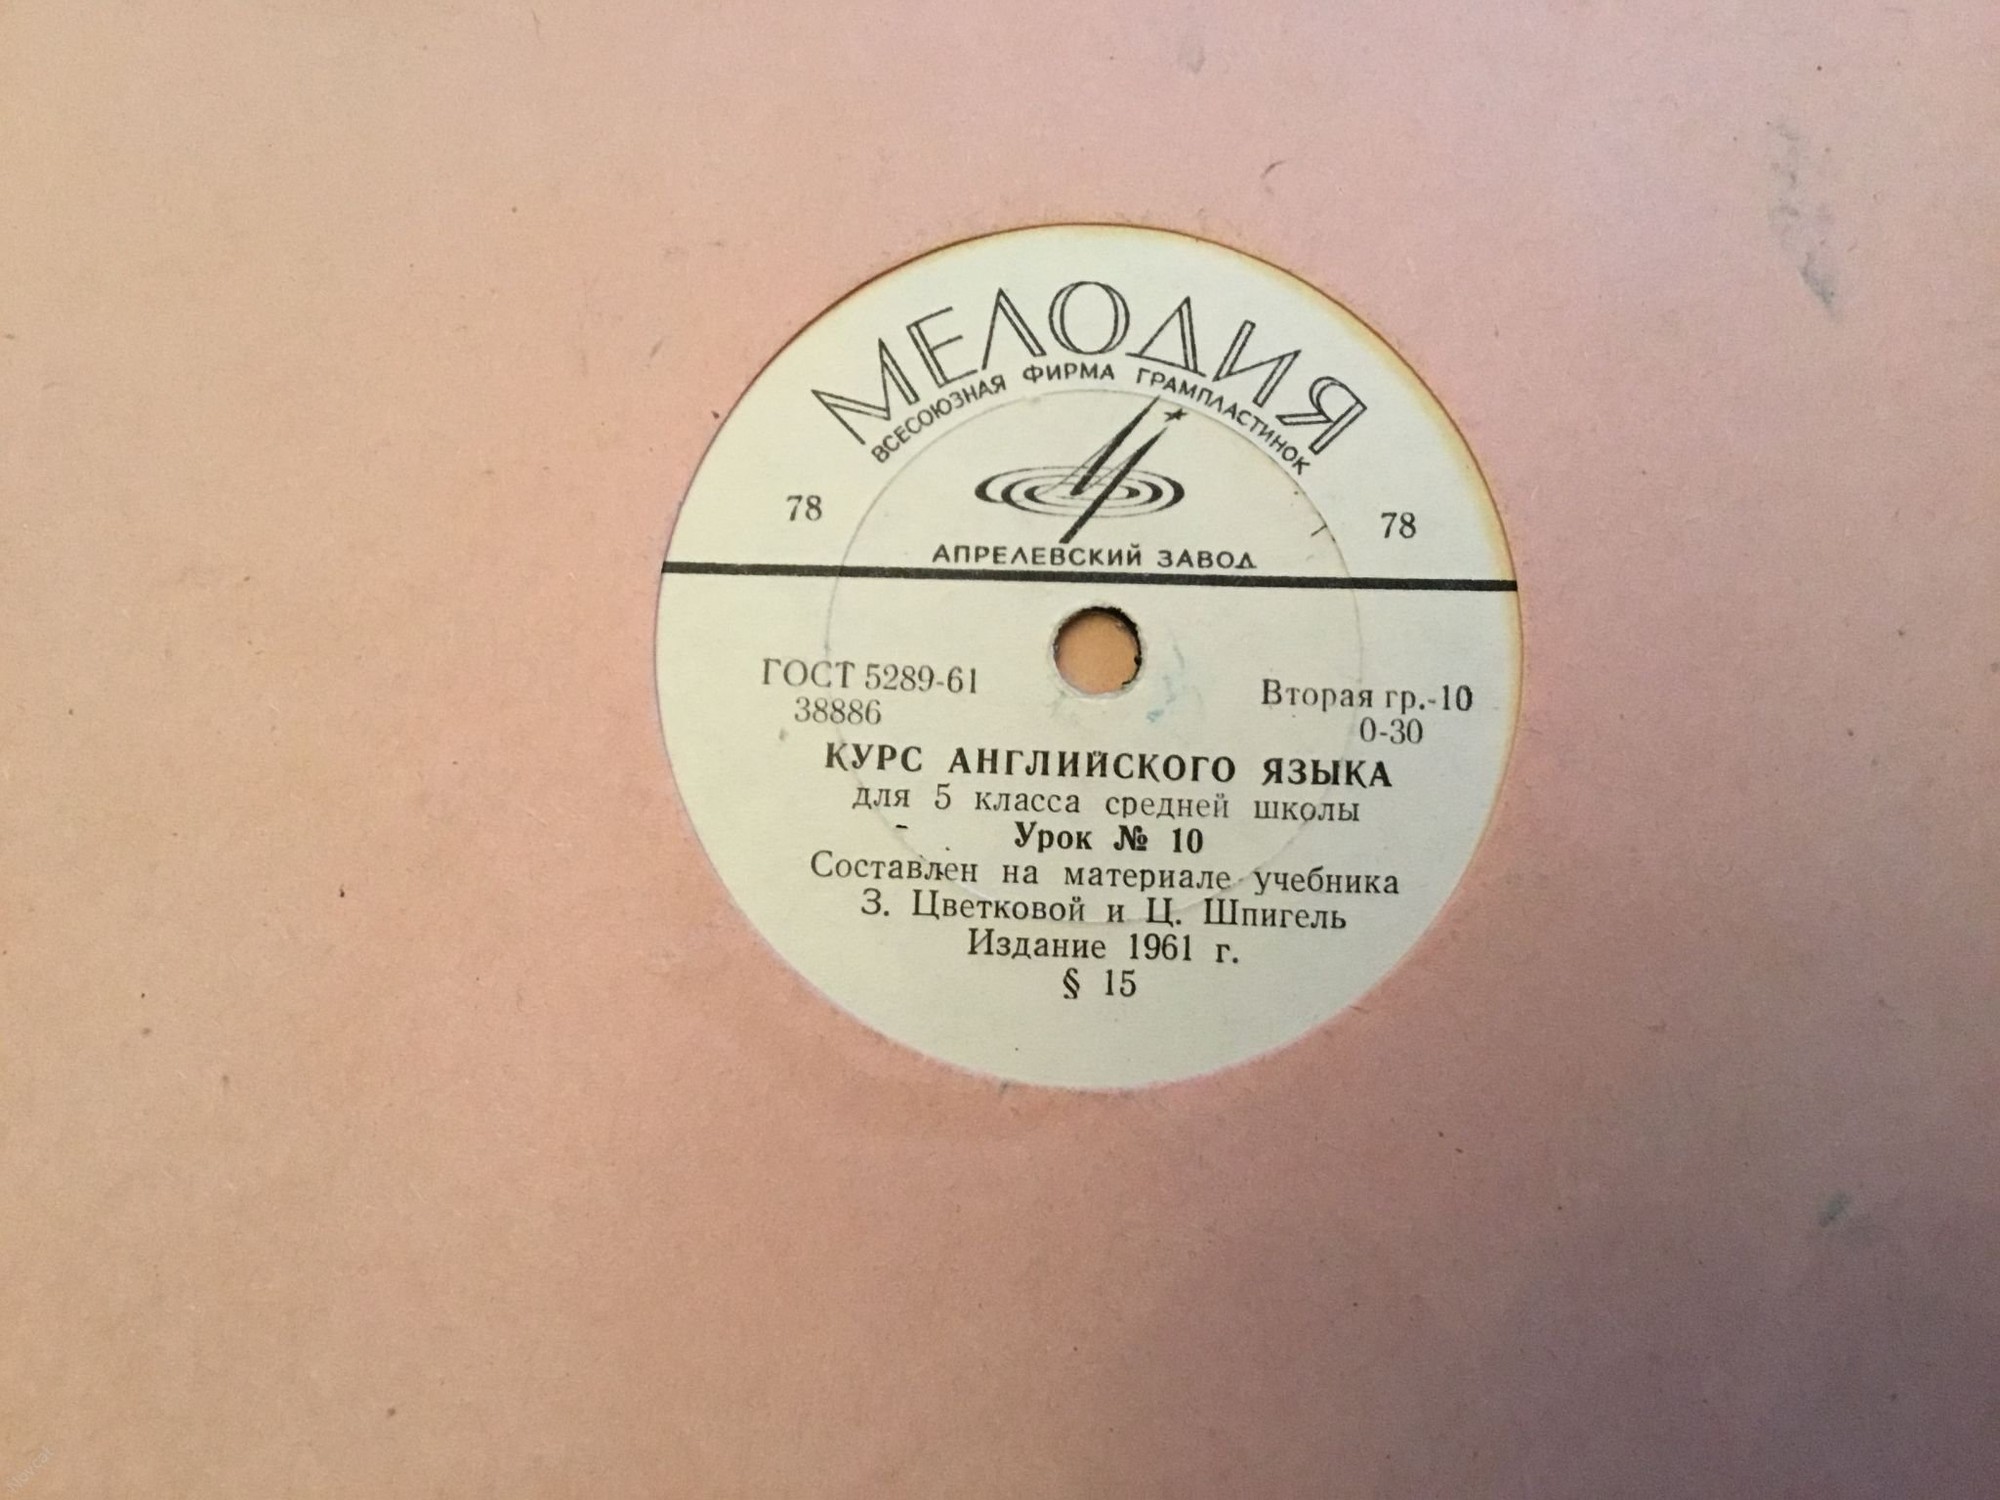 МЕЛОДИЯ
ВСЕСОЮЗНАЯ ФИРМА ГРАМПЛАСТИНОК
78 78
АПРЕЛЕВСКИЙ ЗАВОД
ГОСТ 5289-61 Вторая гр.-10
38886 0-30
КУРС АНГЛИЙСКОГО ЯЗЫКА
для 5 класса средней школы
Урок № 10
Составлен на материале учебника
З. Цветковой и Ц. Шпигель
Издание 1961 г.
§ 15